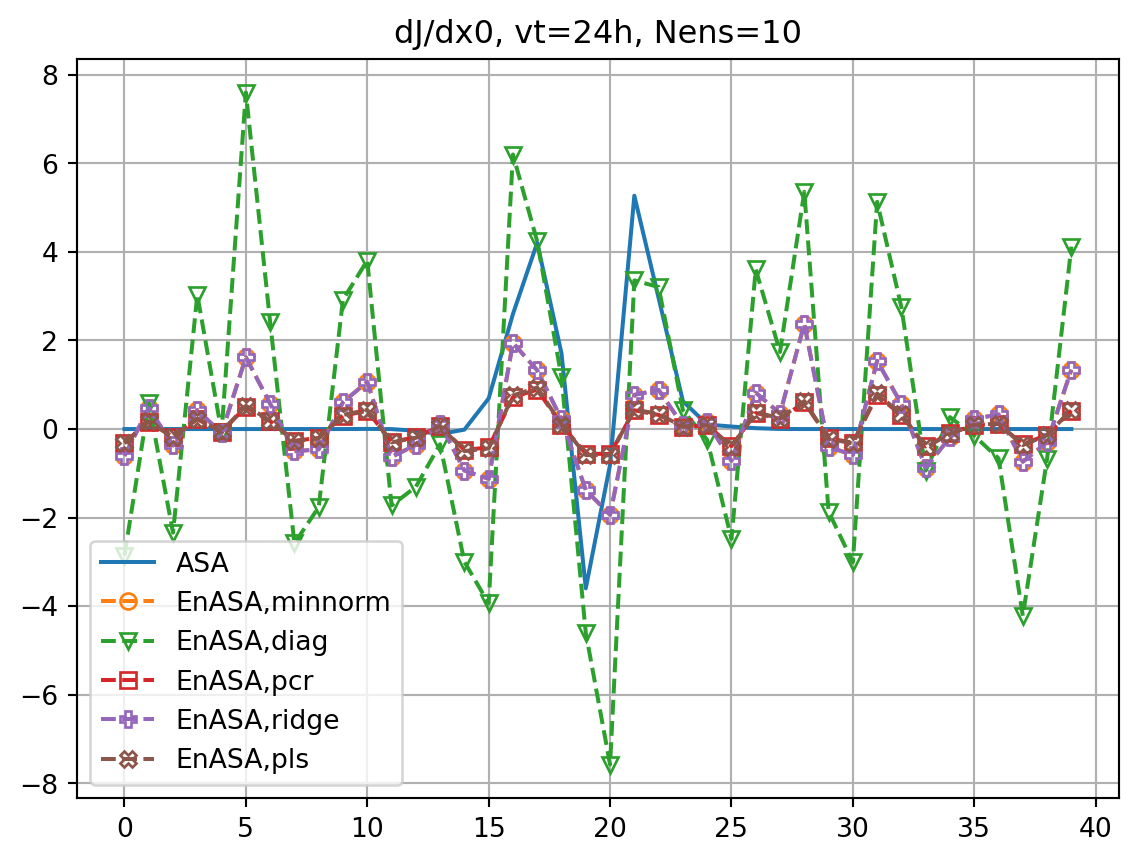 dJ/dx0, vt=24h, Nens=10
8
6
4
2
0
−2
−4
−6
−8
ASA
EnASA,minnorm
EnASA,diag
EnASA,pcr
EnASA,ridge
EnASA,pls
0 5 10 15 20 25 30 35 40